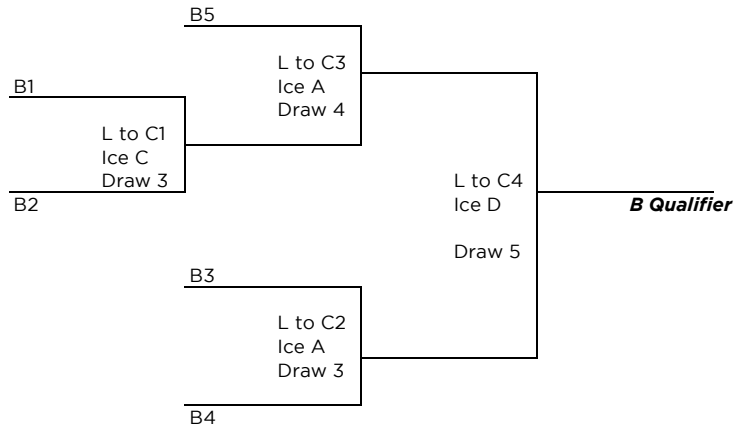 B5
L to C3
Ice A
Draw 4
B1
L to C1
Ice C
Draw 3
B2
L to C4
Ice D
Draw 5
B Qualifier
B3
L to C2
Ice A
Draw 3
B4